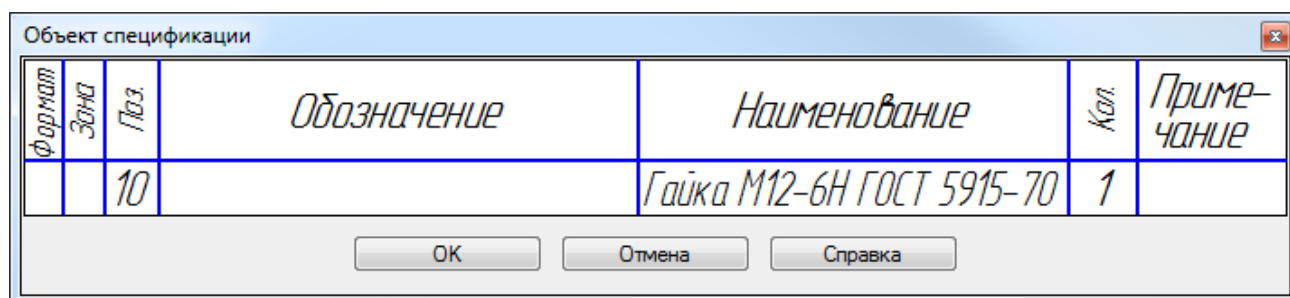 Объект спецификации
Формат Зона Поз. Обозначение Наименование Кол. Приме-
чание
10 Гайка М12-6Н ГОСТ 5915-70 1
OK Отмена Справка